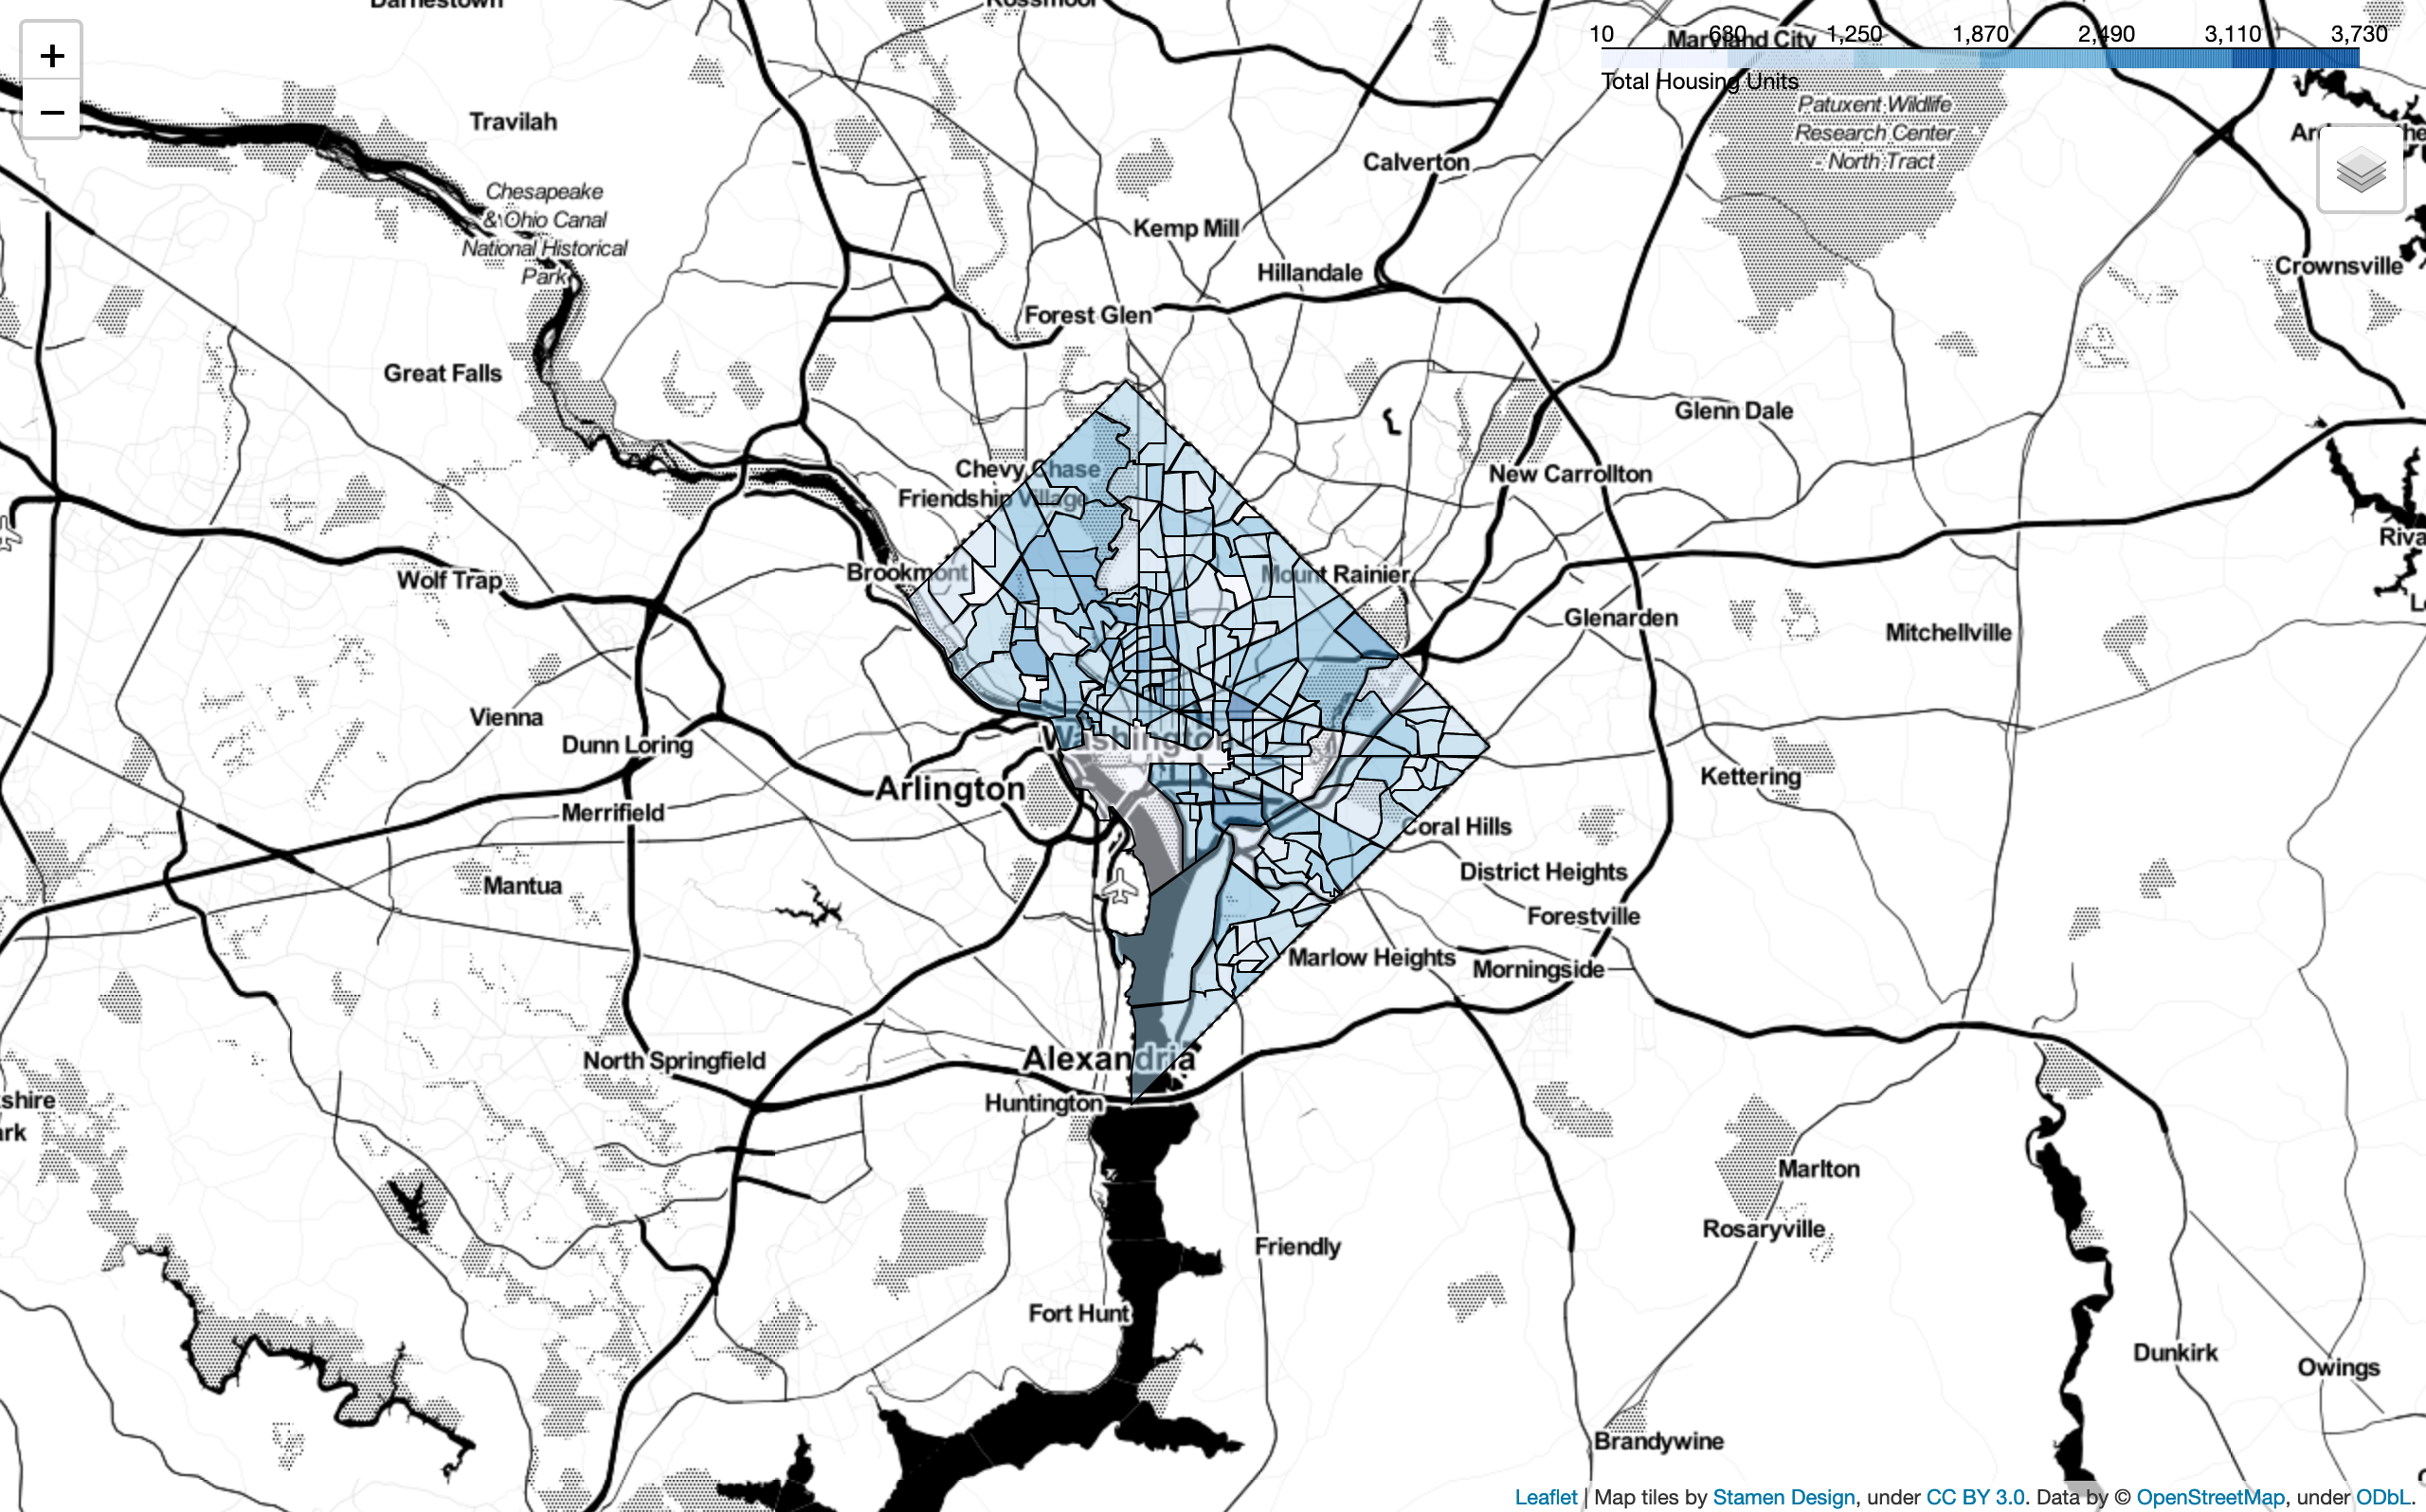 Darnestown
Rossmoor
+
−
10 680 1,250 1,870 2,490 3,110 3,730
Maryland City
Total Housing Units
Patuxent Wildlife
Research Center
- North Tract
Travilah
Calverton
Chesapeake
& Ohio Canal
National Historical
Park
Kemp Mill
Hillandale
Crownsville
Forest Glen
Great Falls
Glenn Dale
Chevy Chase
New Carrollton
Friendship Village
Riva
Brookmont
Mount Rainier
Wolf Trap
Glenarden
Mitchellville
Vienna
Dunn Loring
Washington
Kettering
Arlington
Merrifield
Coral Hills
District Heights
Mantua
Forestville
Marlow Heights
Morningside
North Springfield
Alexandria
shire
ark
Huntington
Marlton
Rosaryville
Friendly
Fort Hunt
Dunkirk
Owings
Brandywine
Leaflet | Map tiles by Stamen Design, under CC BY 3.0. Data by © OpenStreetMap, under ODbL.